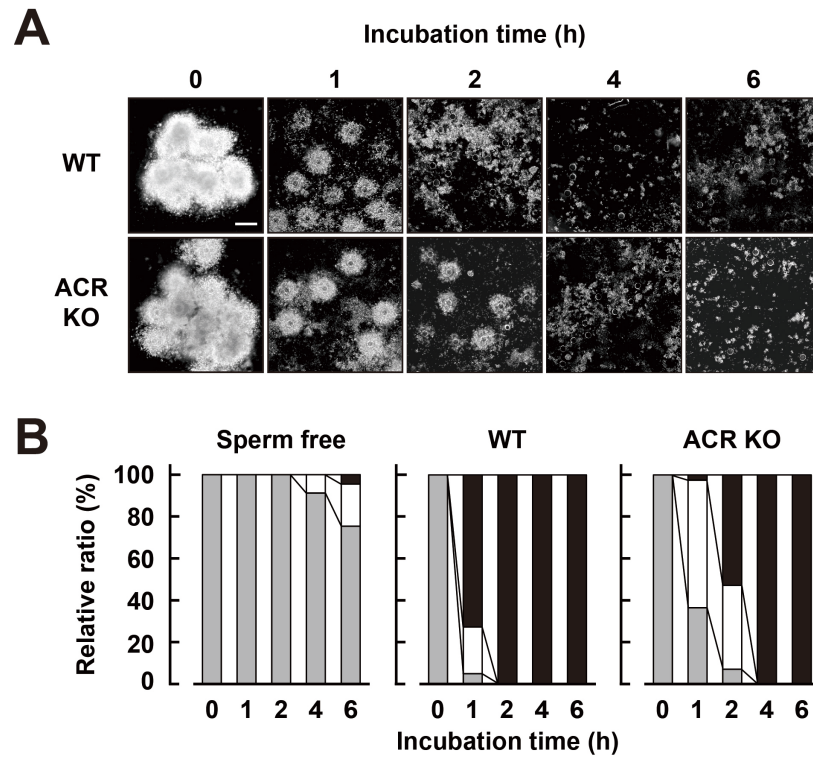 A
Incubation time (h)
0 1 2 4 6
WT
ACR
KO
B
Sperm free WT ACR KO
Relative ratio (%)
100
80
60
40
20
0
0 1 2 4 6 0 1 2 4 6 0 1 2 4 6
Incubation time (h)